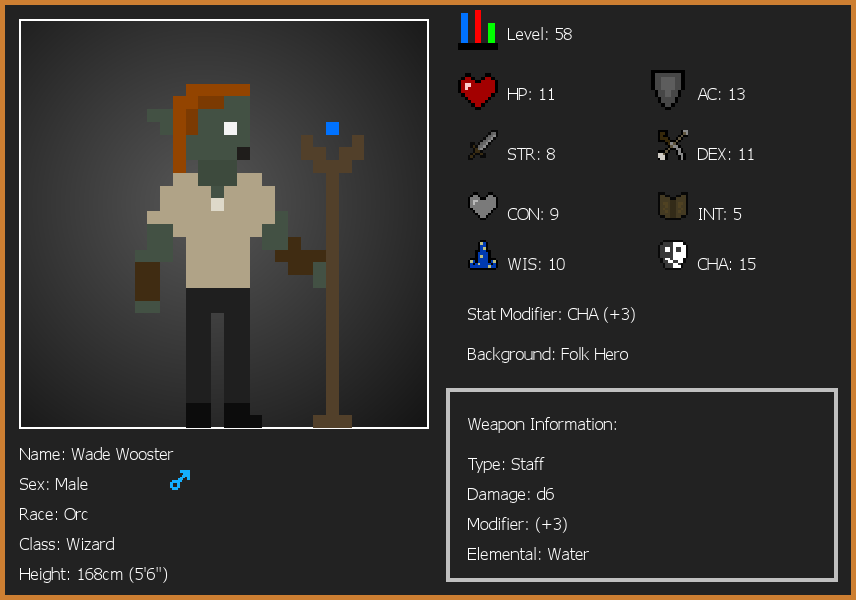 Level: 58
HP: 11
AC: 13
STR: 8
DEX: 11
CON: 9
INT: 5
WIS: 10
CHA: 15
Stat Modifier: CHA (+3)
Background: Folk Hero
Weapon Information:
Type: Staff
Damage: d6
Modifier: (+3)
Elemental: Water
Name: Wade Wooster
Sex: Male
Race: Orc
Class: Wizard
Height: 168cm (5'6")